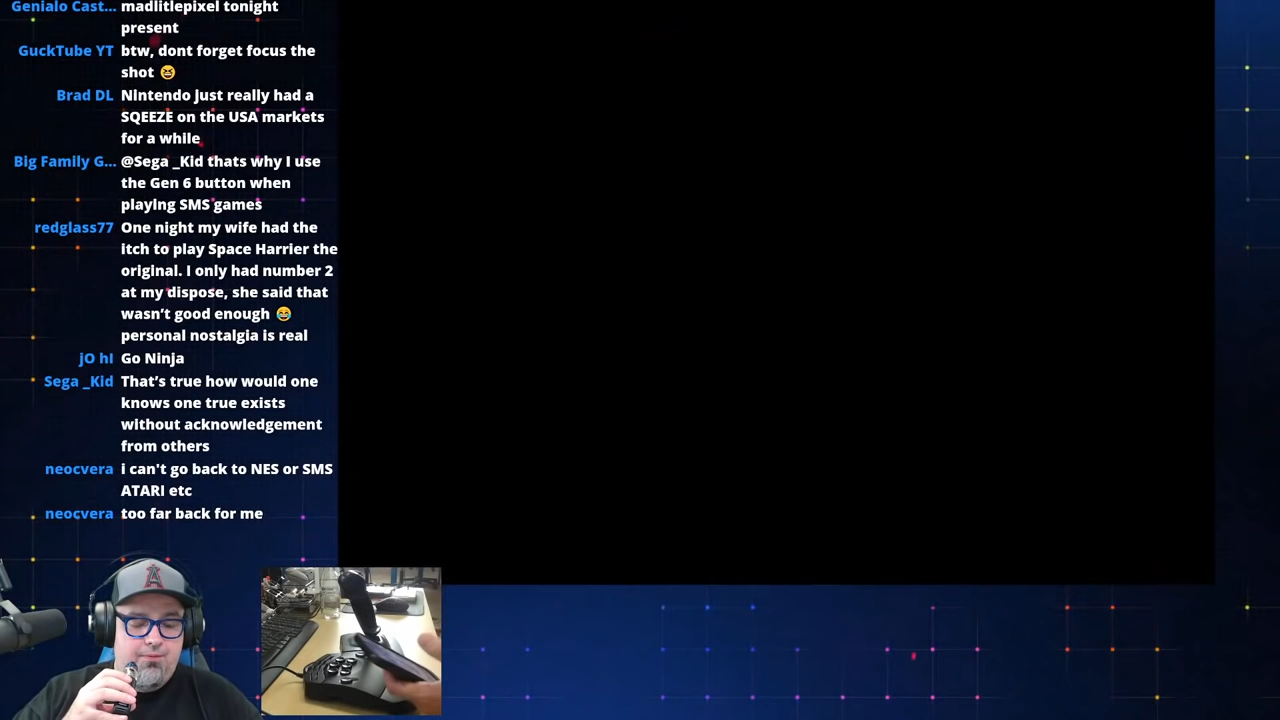 Genialo Cast... madlitlepixel tonight
present
GuckTube YT btw, dont forget focus the
shot 😆
Brad DL Nintendo just really had a
SQEEZE on the USA markets
for a while
Big Family G... @Sega _Kid thats why I use
the Gen 6 button when
playing SMS games
redglass77 One night my wife had the
itch to play Space Harrier the
original. I only had number 2
at my dispose, she said that
wasn’t good enough 😂
personal nostalgia is real
jO hI Go Ninja
Sega _Kid That’s true how would one
knows one true exists
without acknowledgement
from others
neocvera i can't go back to NES or SMS
ATARI etc
neocvera too far back for me